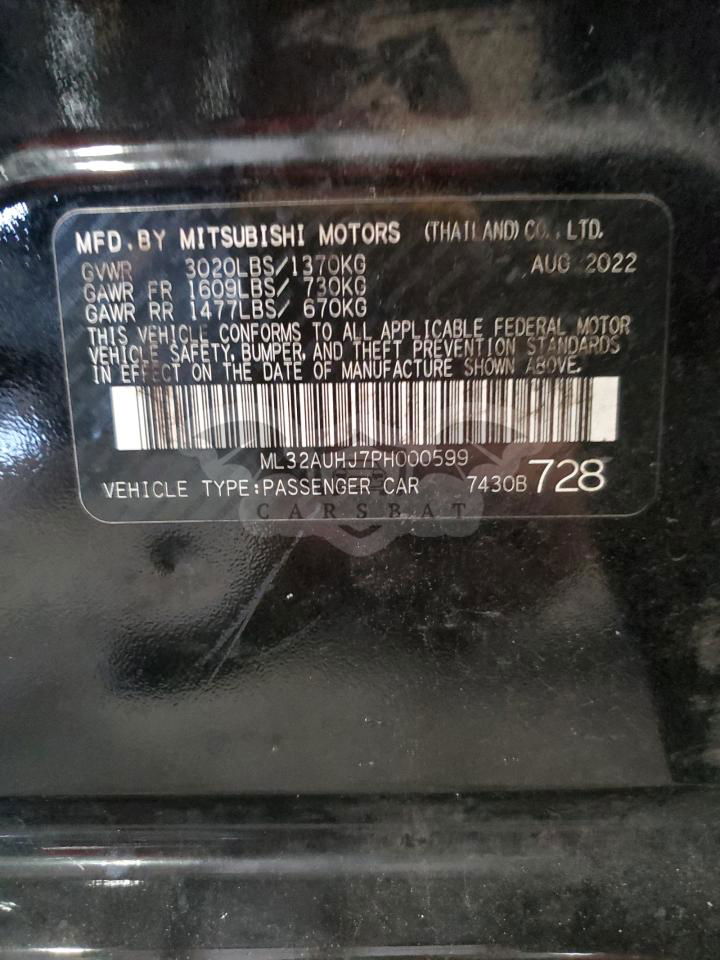 MFD.BY MITSUBISHI MOTORS (THAILAND) CO., LTD.
GVWR 3020LBS/1370KG AUG 2022
GAWR FR 1609LBS/ 730KG
GAWR RR 1477LBS/ 670KG
THIS VEHICLE CONFORMS TO ALL APPLICABLE FEDERAL MOTOR
VEHICLE SAFETY, BUMPER, AND THEFT PREVENTION STANDARDS
IN EFFECT ON THE DATE OF MANUFACTURE SHOWN ABOVE.
ML32AUHJ7PH000599
VEHICLE TYPE:PASSENGER CAR 7430B 728
CARSBAT